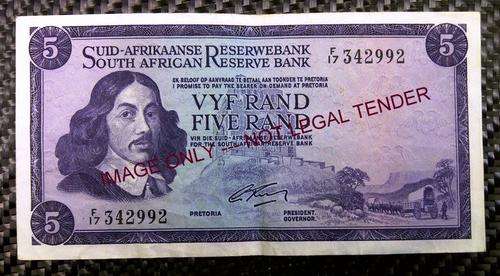 5
5
SUID-AFRIKAANSE RESERWEBANK
SOUTH AFRICAN RESERVE BANK
F/17 342992
EK BELOOF OP AANVRAAG TE BETAAL AAN TOONDER TE PRETORIA
I PROMISE TO PAY THE BEARER ON DEMAND AT PRETORIA
VYF RAND
FIVE RAND
VIR DIE SUID-AFRIKAANSE RESERWEBANK
FOR THE SOUTH AFRICAN RESERVE BANK
IMAGE ONLY - NOT LEGAL TENDER
5
F/17 342992
PRETORIA
PRESIDENT.
GOVERNOR.